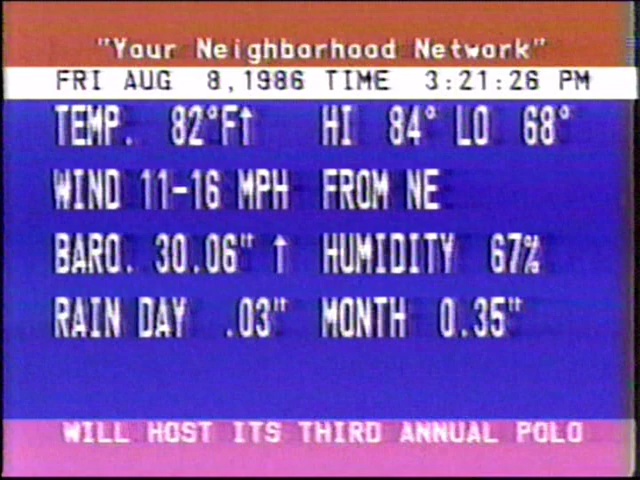 "Your Neighborhood Network"
FRI AUG 8,1986 TIME 3:21:26 PM
TEMP. 82°F↑ HI 84° LO 68°
WIND 11-16 MPH FROM NE
BARO. 30.06" ↑ HUMIDITY 67%
RAIN DAY .03" MONTH 0.35"
WILL HOST ITS THIRD ANNUAL POLO